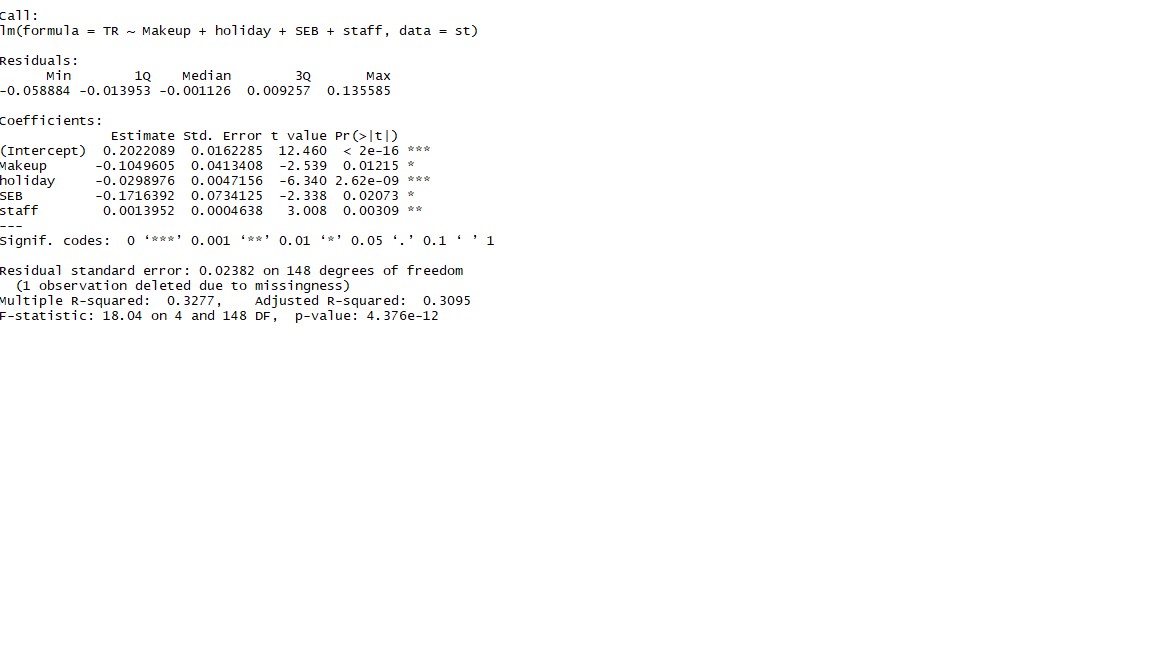 Call:
lm(formula = TR ~ Makeup + holiday + SEB + staff, data = st)
Residuals:
Min 1Q Median 3Q Max
-0.058884 -0.013953 -0.001126 0.009257 0.135585
Coefficients:
Estimate Std. Error t value Pr(>|t|)
(Intercept) 0.2022089 0.0162285 12.460 < 2e-16 ***
Makeup -0.1049605 0.0413408 -2.539 0.01215 *
holiday -0.0298976 0.0047156 -6.340 2.62e-09 ***
SEB -0.1716392 0.0734125 -2.338 0.02073 *
staff 0.0013952 0.0004638 3.008 0.00309 **
---
Signif. codes: 0 ‘***’ 0.001 ‘**’ 0.01 ‘*’ 0.05 ‘.’ 0.1 ‘ ’ 1
Residual standard error: 0.02382 on 148 degrees of freedom
(1 observation deleted due to missingness)
Multiple R-squared: 0.3277, Adjusted R-squared: 0.3095
F-statistic: 18.04 on 4 and 148 DF, p-value: 4.376e-12